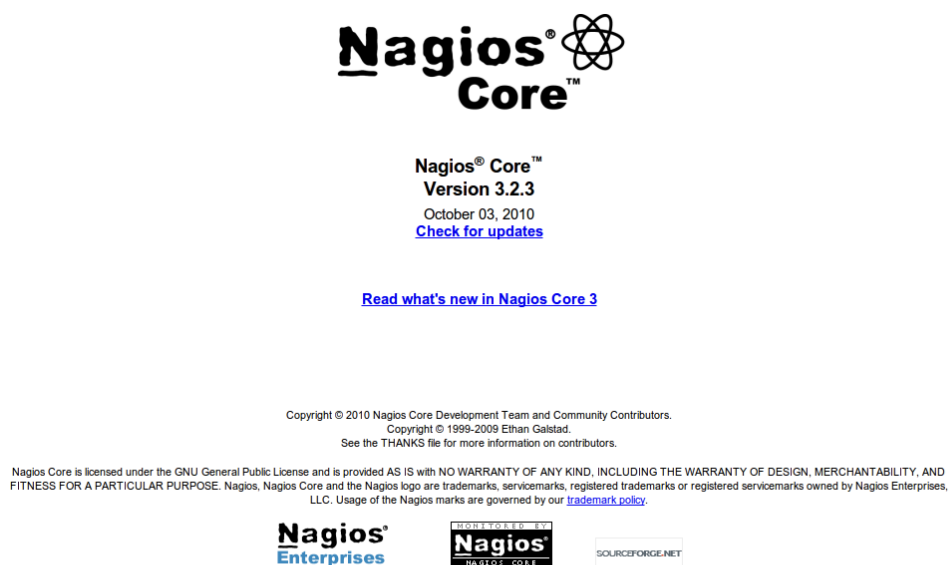 Nagios®
Core™
Nagios® Core™
Version 3.2.3
October 03, 2010
Check for updates
Read what's new in Nagios Core 3
Copyright © 2010 Nagios Core Development Team and Community Contributors.
Copyright © 1999-2009 Ethan Galstad.
See the THANKS file for more information on contributors.
Nagios Core is licensed under the GNU General Public License and is provided AS IS with NO WARRANTY OF ANY KIND, INCLUDING THE WARRANTY OF DESIGN, MERCHANTABILITY, AND
FITNESS FOR A PARTICULAR PURPOSE. Nagios, Nagios Core and the Nagios logo are trademarks, servicemarks, registered trademarks or registered servicemarks owned by Nagios Enterprises,
LLC. Usage of the Nagios marks are governed by our trademark policy.
Nagios®
Enterprises
MONITORED BY
Nagios®
NAGIOS CORE
SOURCEFORGE.NET